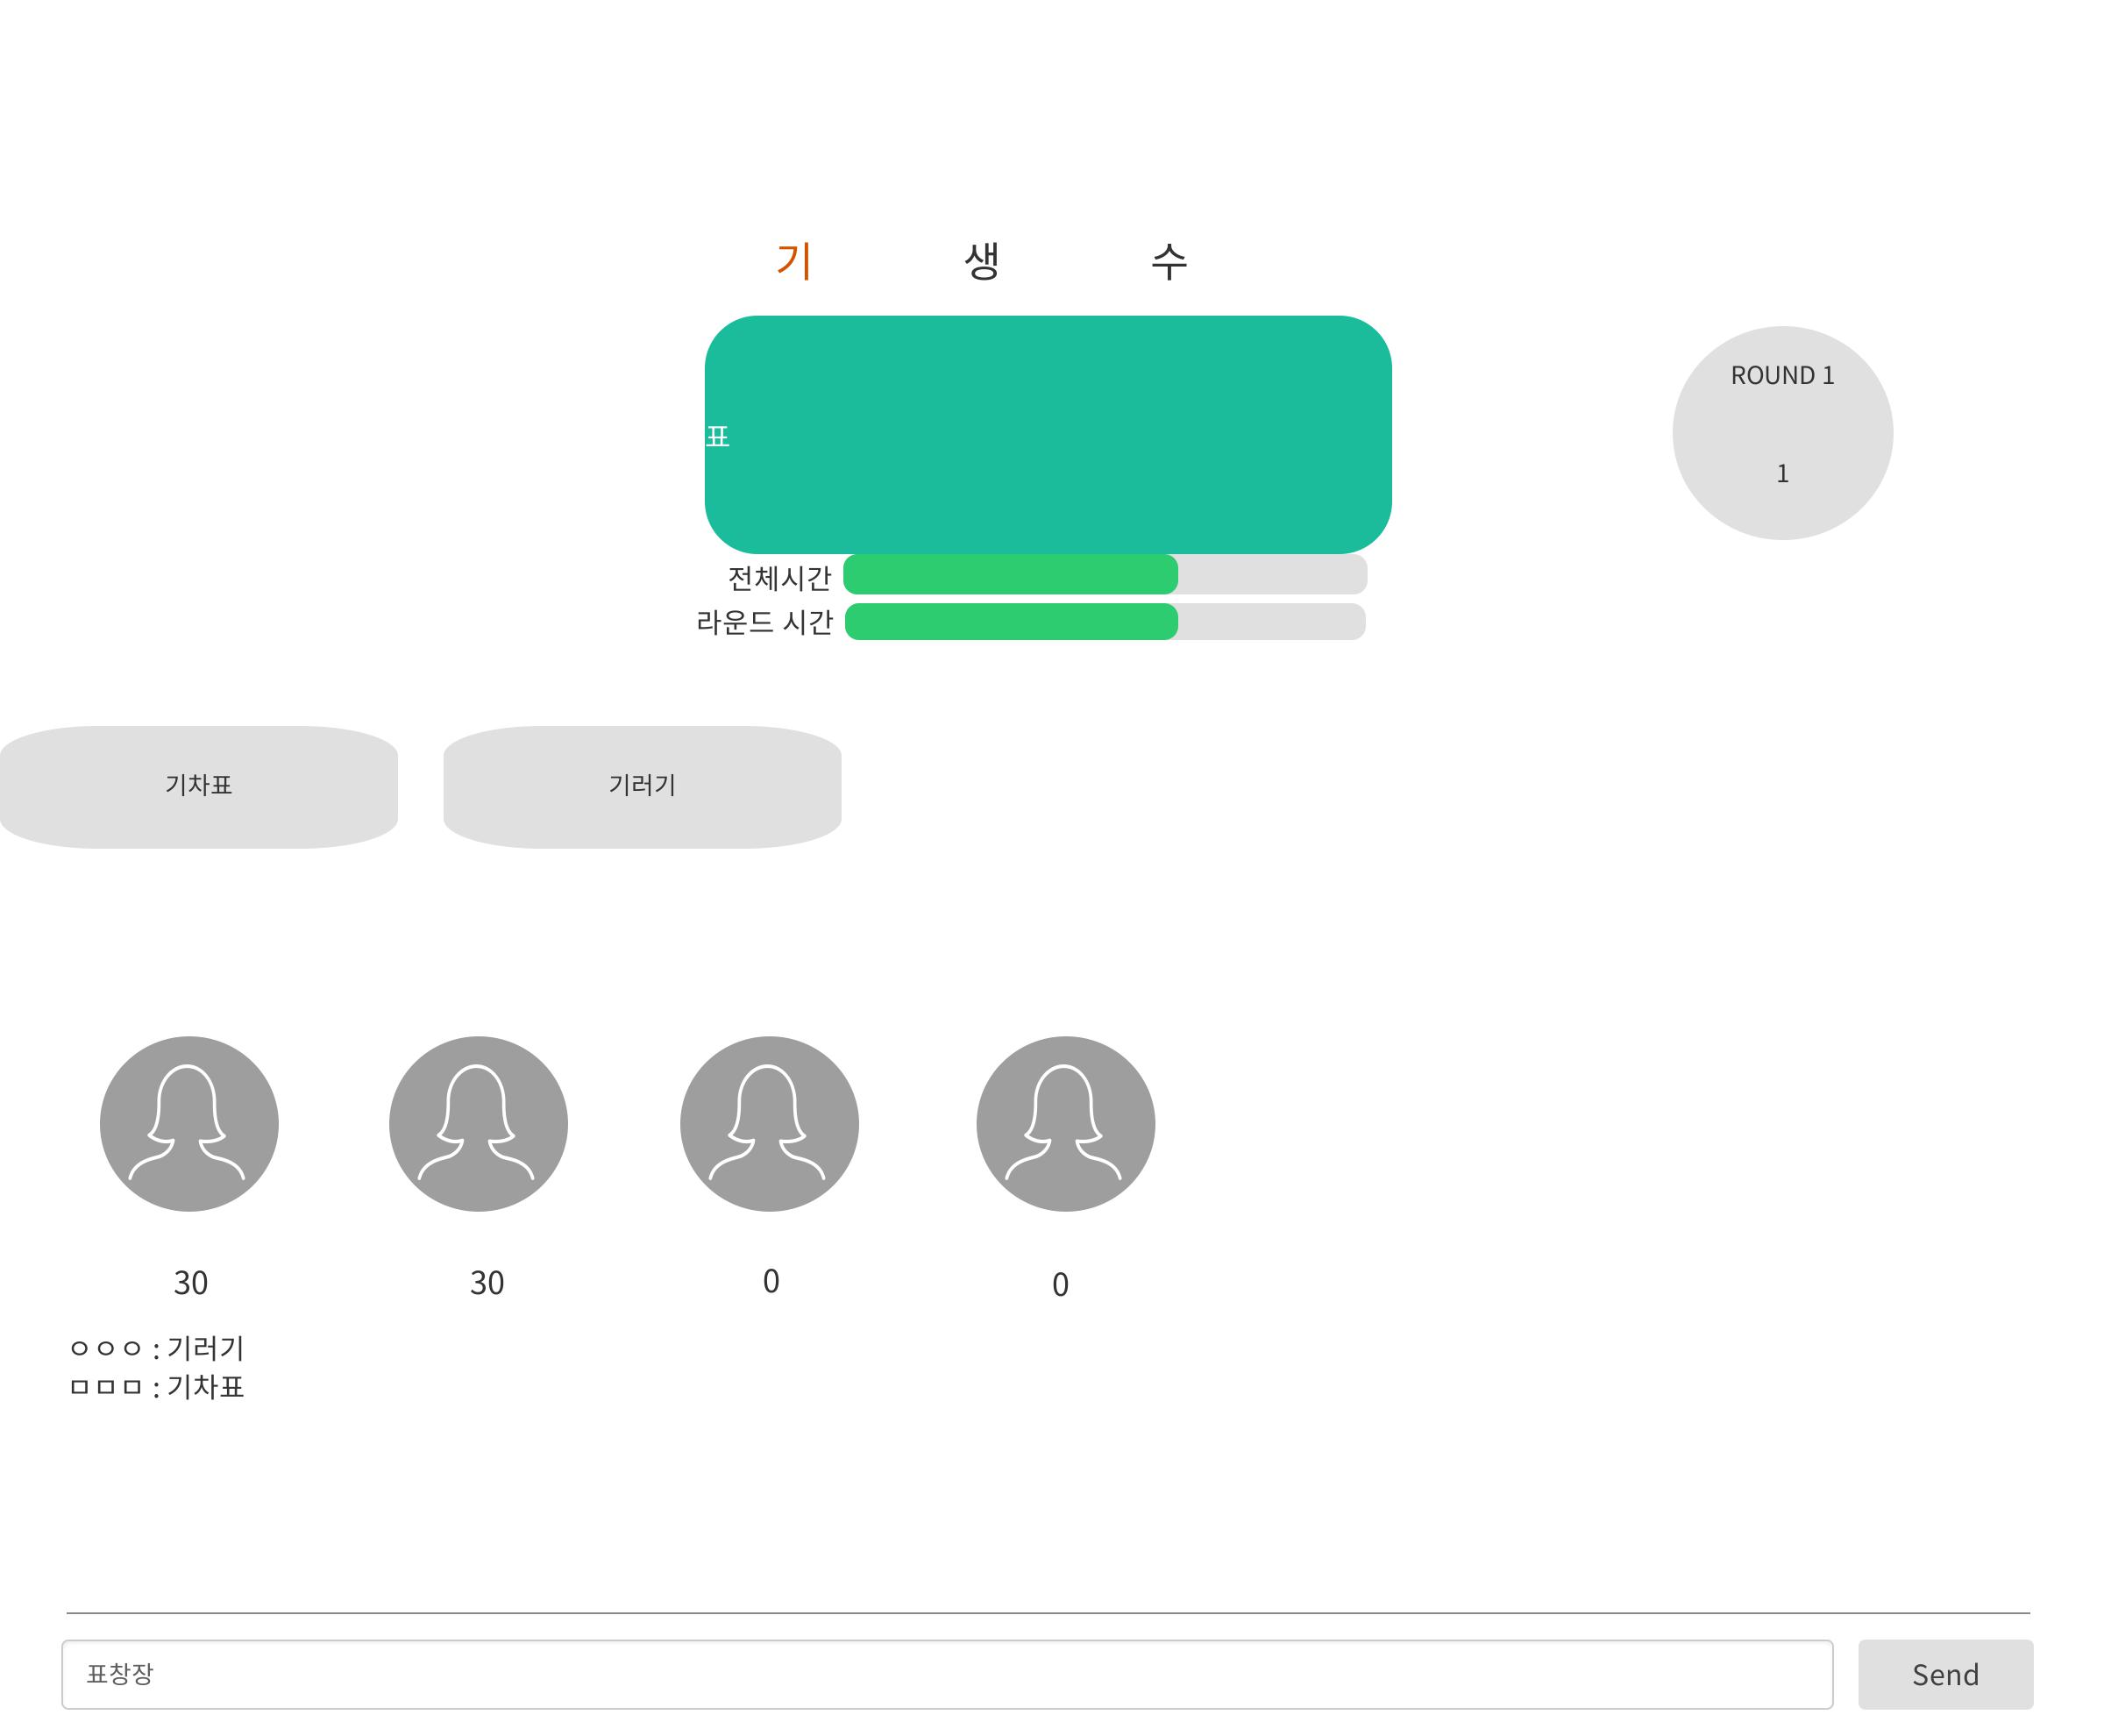 기 생 수
ROUND 1
표
1
전체시간
라운드 시간
기차표 기러기
30 30 0 0
ㅇㅇㅇ : 기러기
ㅁㅁㅁ : 기차표
표창장 Send